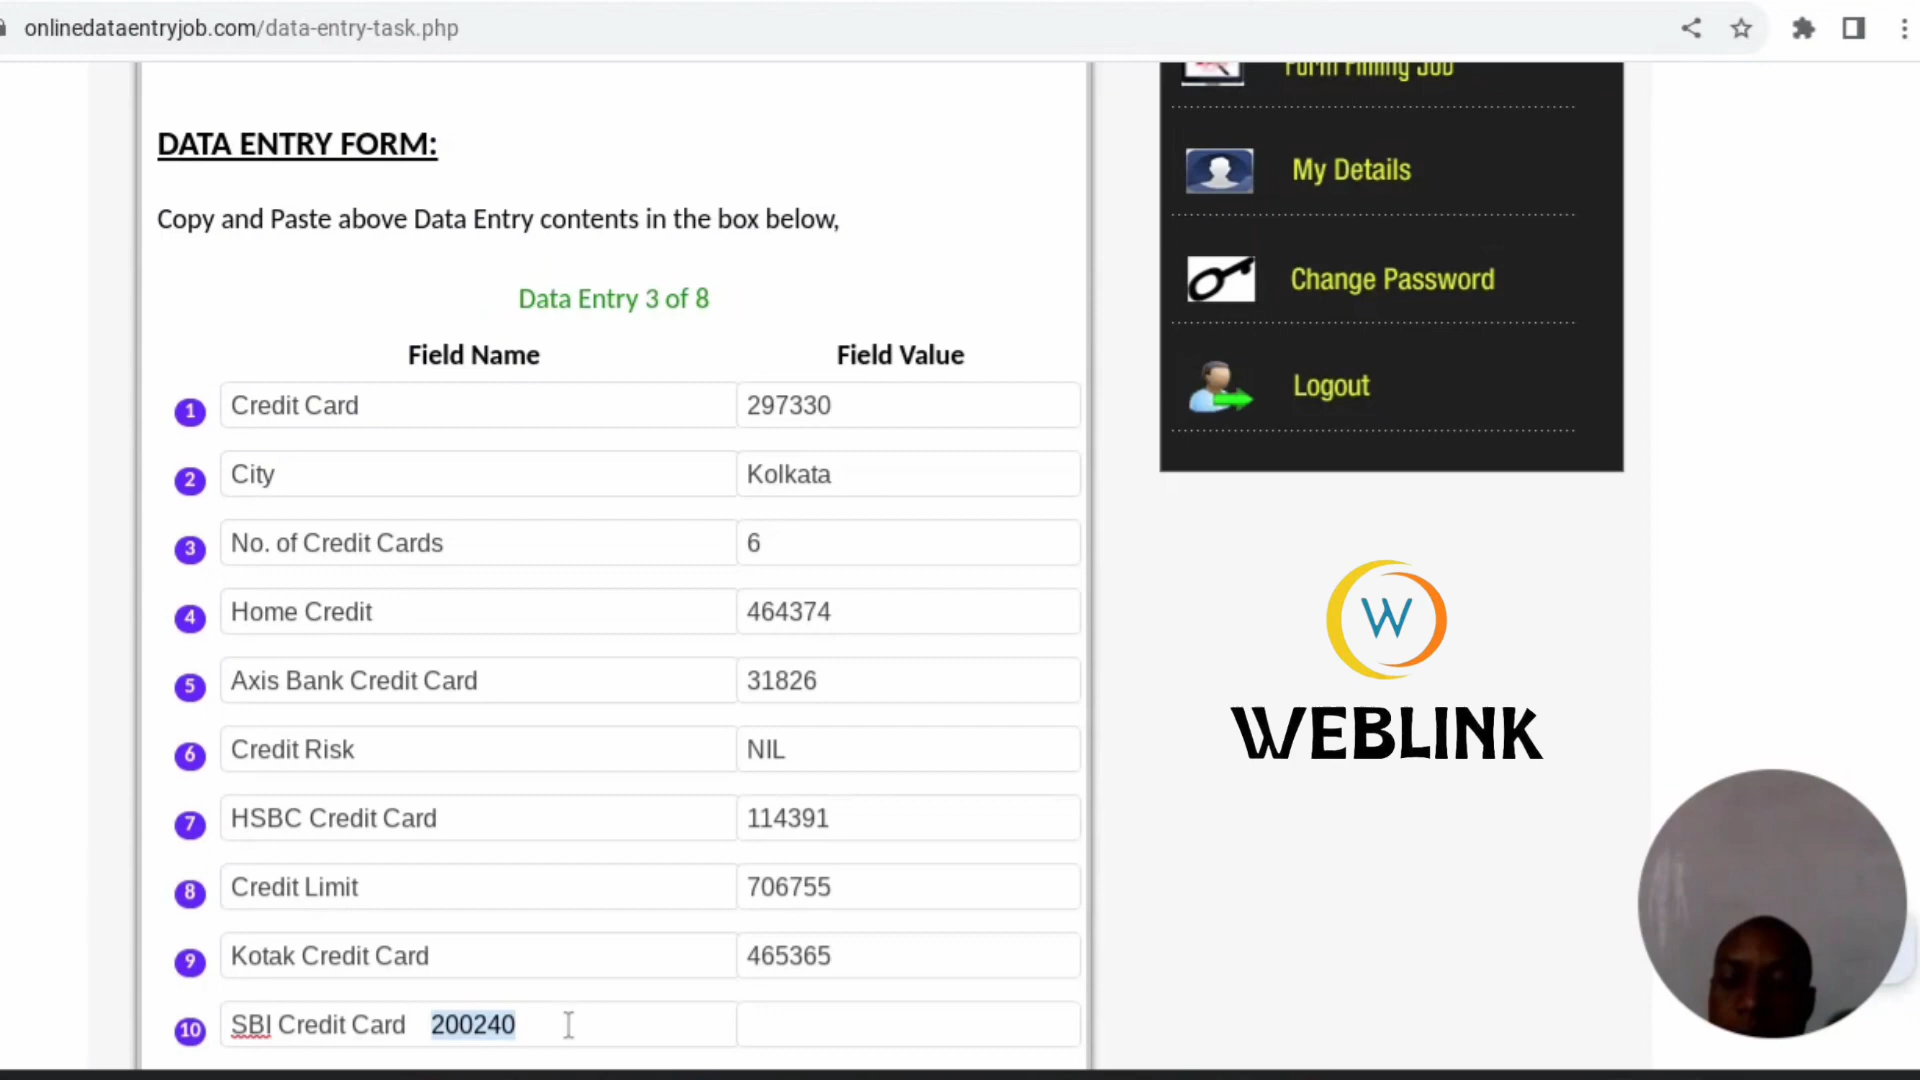 onlinedataentryjob.com/data-entry-task.php
Form Filling Job
DATA ENTRY FORM:
My Details
Copy and Paste above Data Entry contents in the box below,
Change Password
Data Entry 3 of 8
Field Name Field Value
Logout
1 Credit Card 297330
2 City Kolkata
3 No. of Credit Cards 6
4 Home Credit 464374
W
5 Axis Bank Credit Card 31826
WEBLINK
6 Credit Risk NIL
7 HSBC Credit Card 114391
8 Credit Limit 706755
9 Kotak Credit Card 465365
10 SBI Credit Card 200240